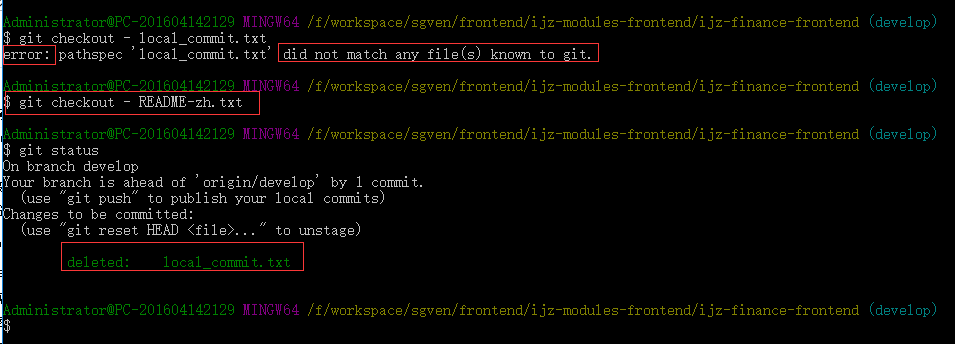 Administrator@PC-201604142129 MINGW64 /f/workspace/sgven/frontend/ijz-modules-frontend/ijz-finance-frontend (develop)
$ git checkout - local_commit.txt
error: pathspec 'local_commit.txt' did not match any file(s) known to git.
Administrator@PC-201604142129 MINGW64 /f/workspace/sgven/frontend/ijz-modules-frontend/ijz-finance-frontend (develop)
$ git checkout - README-zh.txt
Administrator@PC-201604142129 MINGW64 /f/workspace/sgven/frontend/ijz-modules-frontend/ijz-finance-frontend (develop)
$ git status
On branch develop
Your branch is ahead of 'origin/develop' by 1 commit.
(use "git push" to publish your local commits)
Changes to be committed:
(use "git reset HEAD <file>..." to unstage)
deleted: local_commit.txt
Administrator@PC-201604142129 MINGW64 /f/workspace/sgven/frontend/ijz-modules-frontend/ijz-finance-frontend (develop)
$